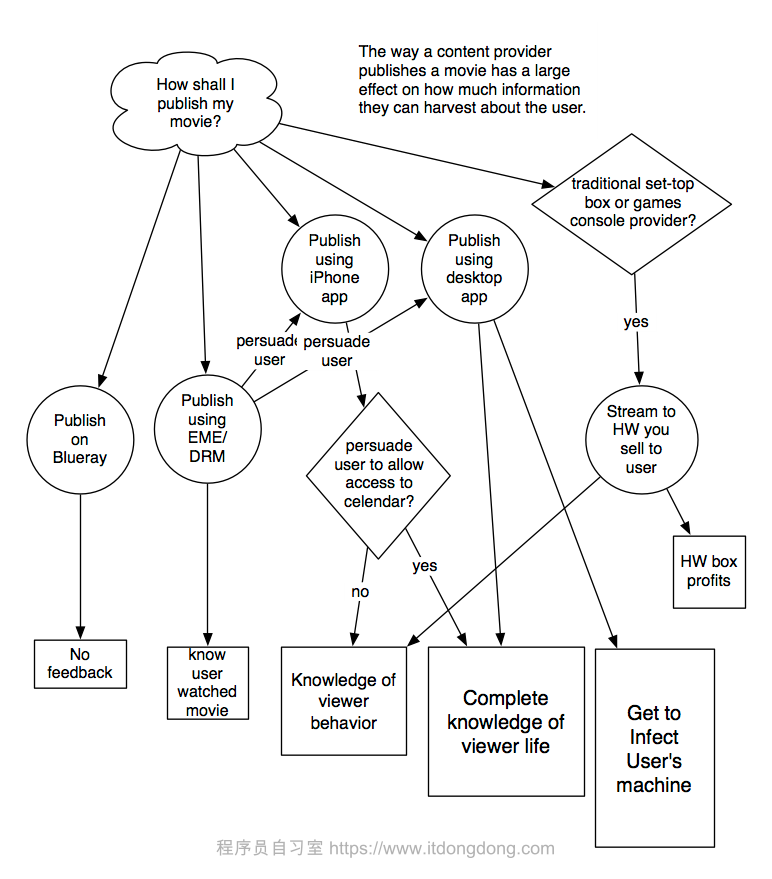 The way a content provider
publishes a movie has a large
effect on how much information
they can harvest about the user.
How shall I
publish my
movie?
traditional set-top
box or games
console provider?
Publish
using
iPhone
app
Publish
using
desktop
app
yes
persuade
user
persuade
user
Publish
on
Blueray
Publish
using
EME/
DRM
persuade
user to allow
access to
celendar?
Stream to
HW you
sell to
user
HW box
profits
no
yes
No
feedback
know
user
watched
movie
Knowledge of
viewer
behavior
Complete
knowledge of
viewer life
Get to
Infect
User's
machine
程序员自习室 https://www.itdongdong.com